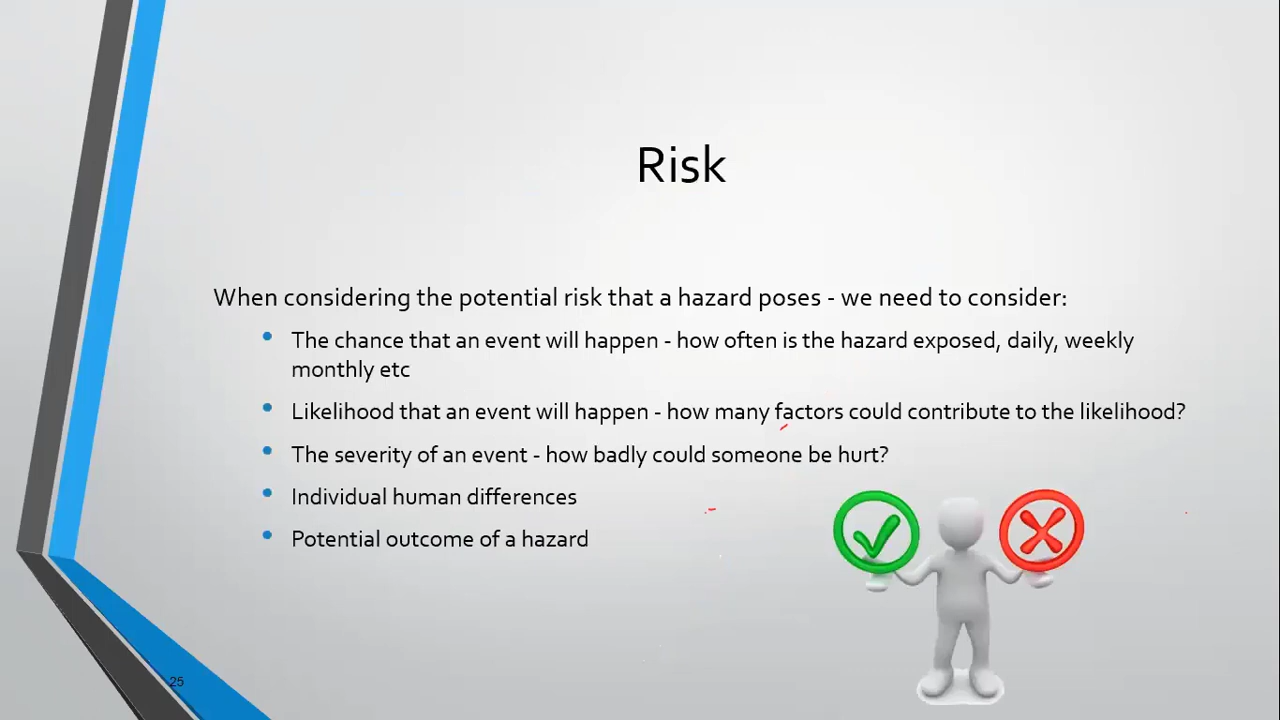 Risk
When considering the potential risk that a hazard poses - we need to consider:
The chance that an event will happen - how often is the hazard exposed, daily, weekly
monthly etc
Likelihood that an event will happen - how many factors could contribute to the likelihood?
The severity of an event - how badly could someone be hurt?
Individual human differences
Potential outcome of a hazard
25